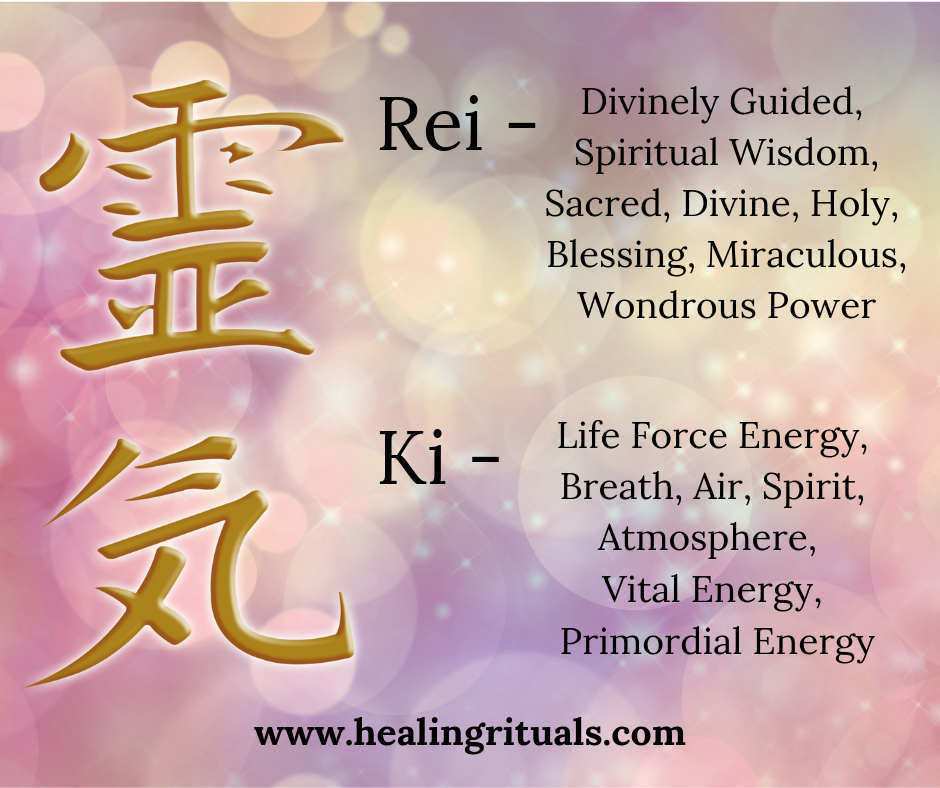 霊
気
Rei -
Divinely Guided,
Spiritual Wisdom,
Sacred, Divine, Holy,
Blessing, Miraculous,
Wondrous Power
Ki -
Life Force Energy,
Breath, Air, Spirit,
Atmosphere,
Vital Energy,
Primordial Energy
www.healingrituals.com